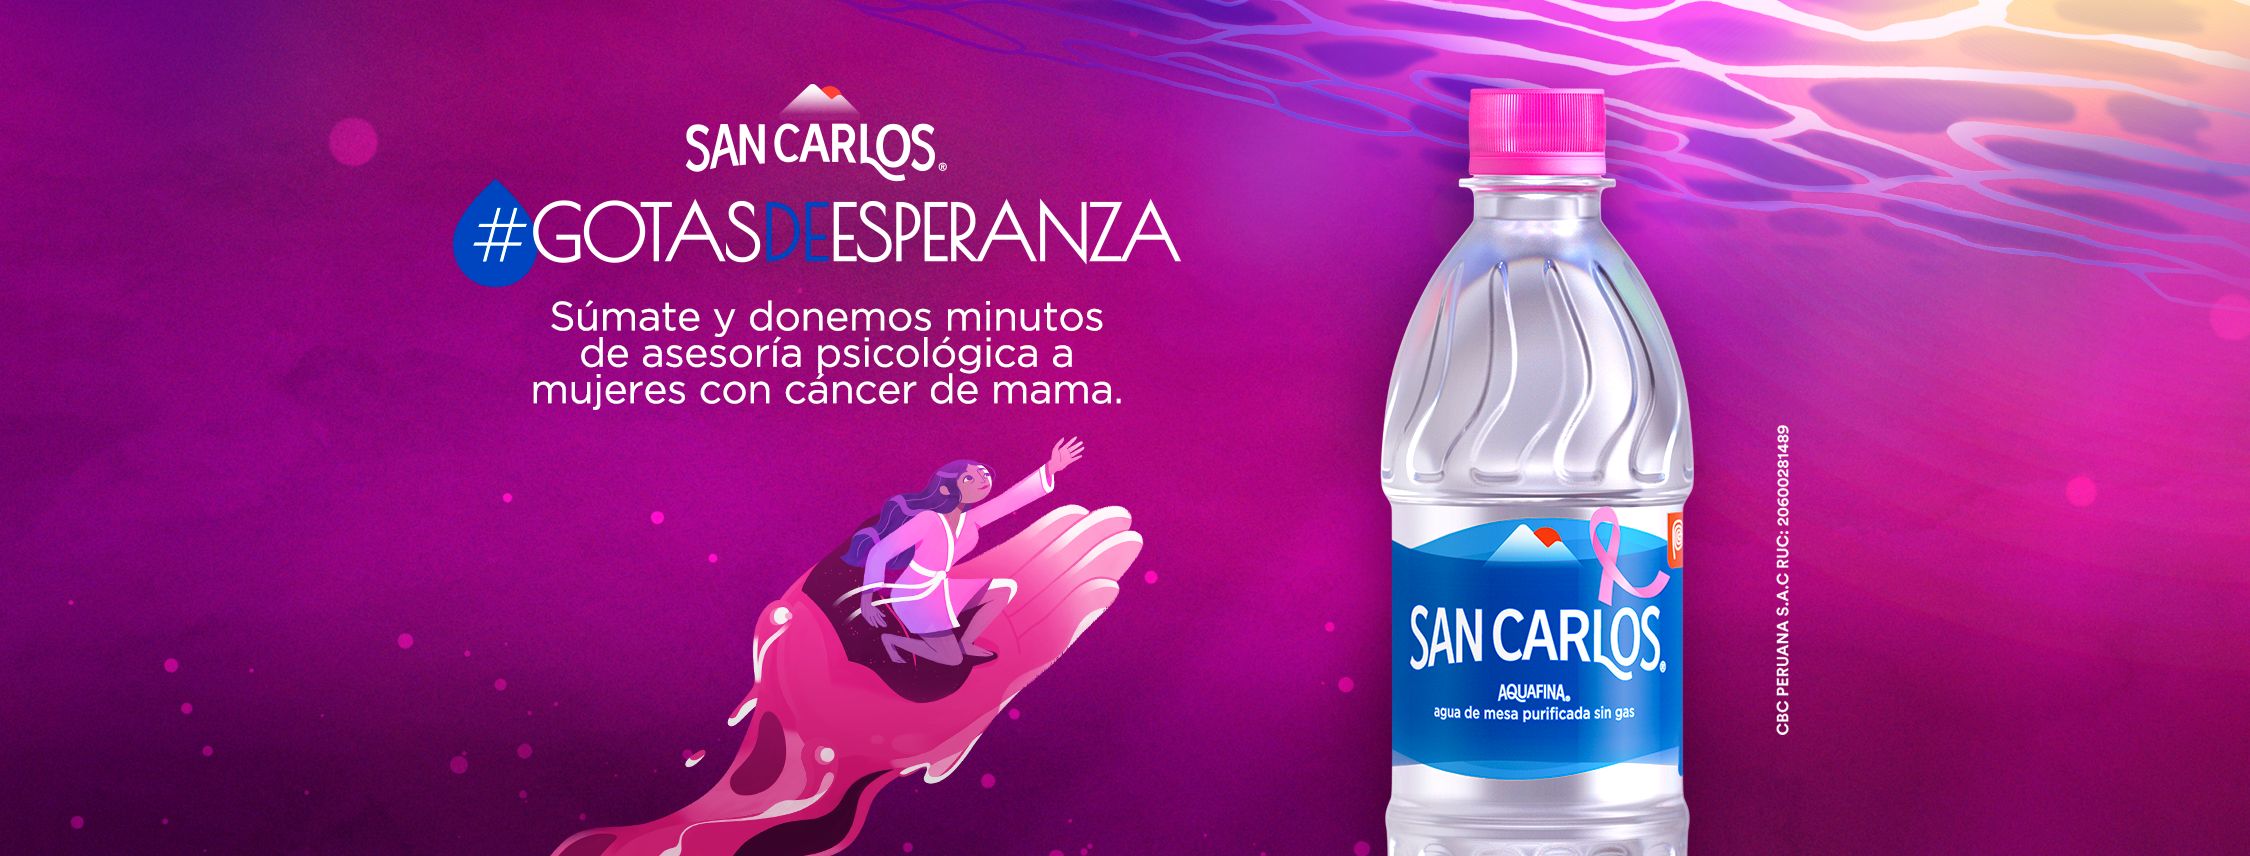 SAN CARLOS®
#GOTASDEESPERANZA
Súmate y donemos minutos
de asesoría psicológica a
mujeres con cáncer de mama.
SAN CARLOS®
AQUAFINA®
agua de mesa purificada sin gas
CBC PERUANA S.A.C RUC: 20600281489